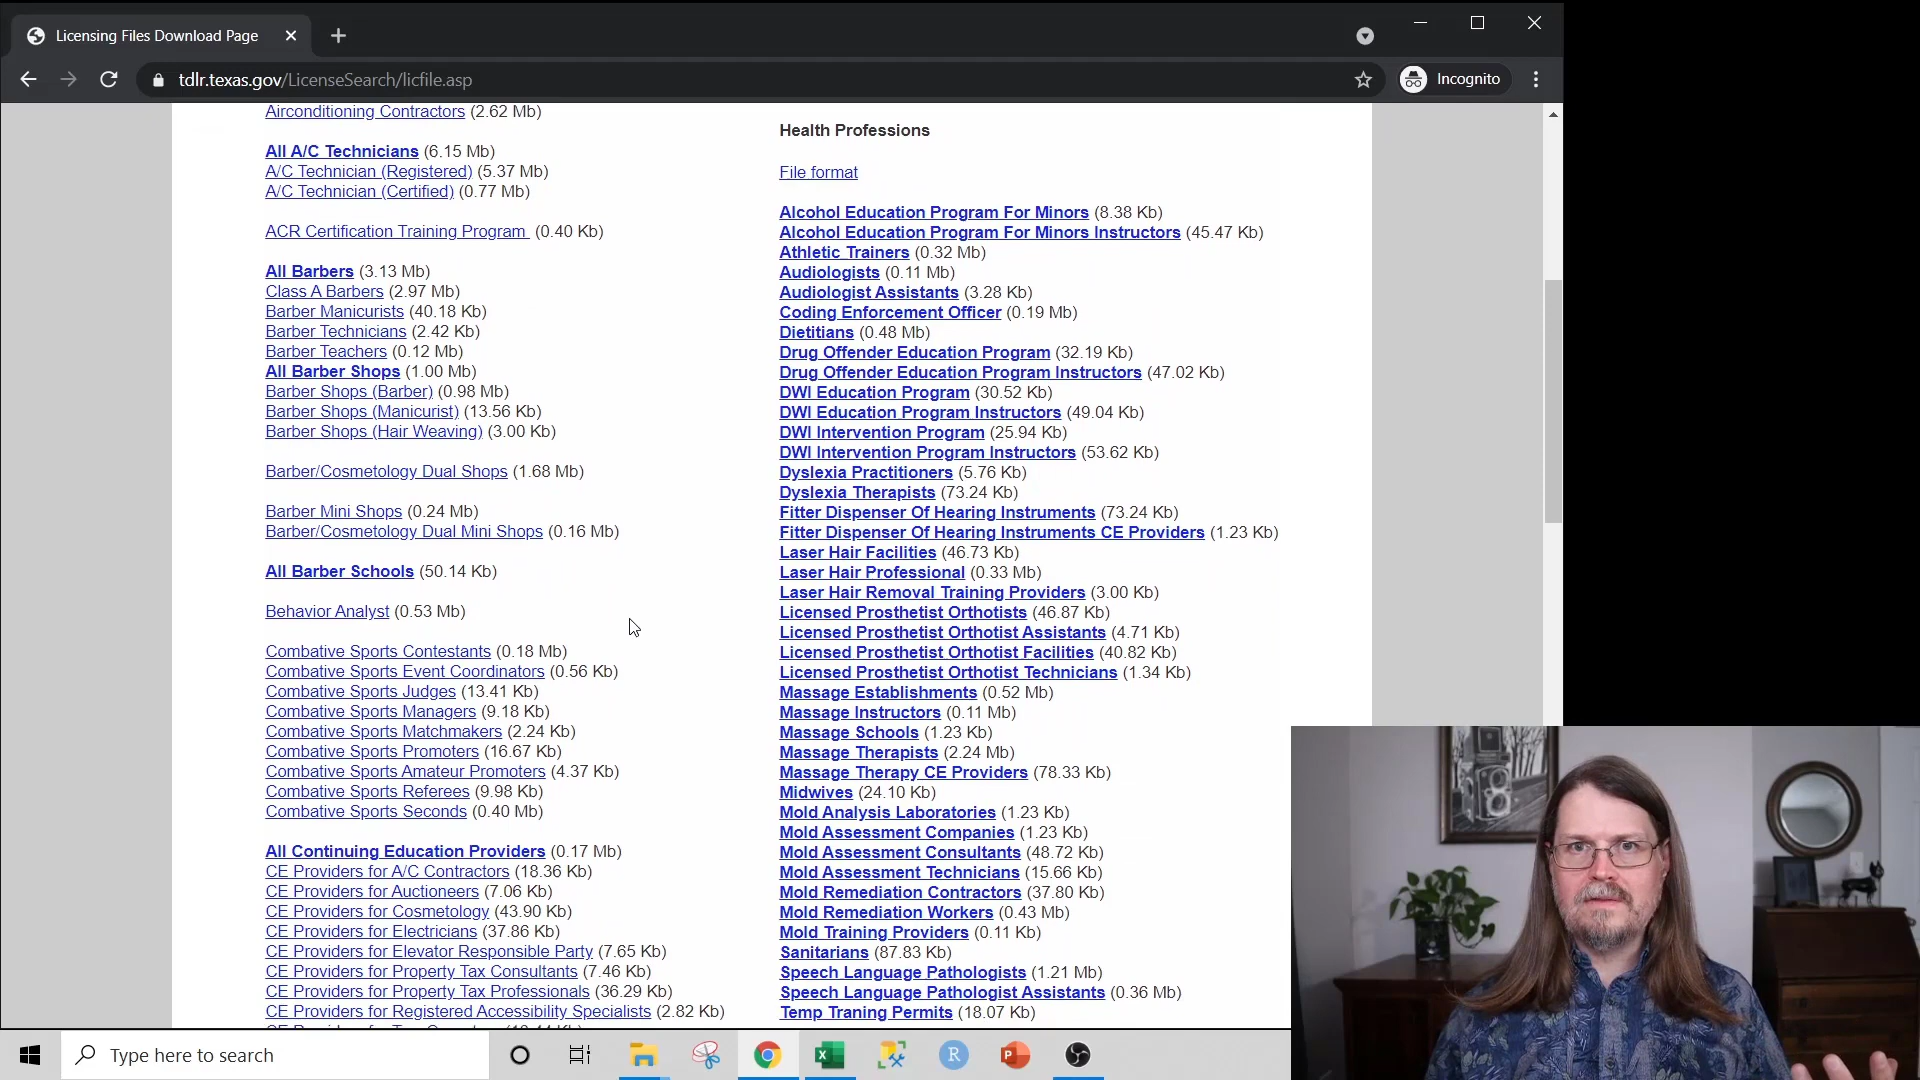 Licensing Files Download Page
tdlr.texas.gov/LicenseSearch/licfile.asp
Incognito
Airconditioning Contractors (2.62 Mb)
All A/C Technicians (6.15 Mb)
A/C Technician (Registered) (5.37 Mb)
A/C Technician (Certified) (0.77 Mb)
ACR Certification Training Program (0.40 Kb)
All Barbers (3.13 Mb)
Class A Barbers (2.97 Mb)
Barber Manicurists (40.18 Kb)
Barber Technicians (2.42 Kb)
Barber Teachers (0.12 Mb)
All Barber Shops (1.00 Mb)
Barber Shops (Barber) (0.98 Mb)
Barber Shops (Manicurist) (13.56 Kb)
Barber Shops (Hair Weaving) (3.00 Kb)
Barber/Cosmetology Dual Shops (1.68 Mb)
Barber Mini Shops (0.24 Mb)
Barber/Cosmetology Dual Mini Shops (0.16 Mb)
All Barber Schools (50.14 Kb)
Behavior Analyst (0.53 Mb)
Combative Sports Contestants (0.18 Mb)
Combative Sports Event Coordinators (0.56 Kb)
Combative Sports Judges (13.41 Kb)
Combative Sports Managers (9.18 Kb)
Combative Sports Matchmakers (2.24 Kb)
Combative Sports Promoters (16.67 Kb)
Combative Sports Amateur Promoters (4.37 Kb)
Combative Sports Referees (9.98 Kb)
Combative Sports Seconds (0.40 Mb)
All Continuing Education Providers (0.17 Mb)
CE Providers for A/C Contractors (18.36 Kb)
CE Providers for Auctioneers (7.06 Kb)
CE Providers for Cosmetology (43.90 Kb)
CE Providers for Electricians (37.86 Kb)
CE Providers for Elevator Responsible Party (7.65 Kb)
CE Providers for Property Tax Consultants (7.46 Kb)
CE Providers for Property Tax Professionals (36.29 Kb)
CE Providers for Registered Accessibility Specialists (2.82 Kb)
Health Professions
File format
Alcohol Education Program For Minors (8.38 Kb)
Alcohol Education Program For Minors Instructors (45.47 Kb)
Athletic Trainers (0.32 Mb)
Audiologists (0.11 Mb)
Audiologist Assistants (3.28 Kb)
Coding Enforcement Officer (0.19 Mb)
Dietitians (0.48 Mb)
Drug Offender Education Program (32.19 Kb)
Drug Offender Education Program Instructors (47.02 Kb)
DWI Education Program (30.52 Kb)
DWI Education Program Instructors (49.04 Kb)
DWI Intervention Program (25.94 Kb)
DWI Intervention Program Instructors (53.62 Kb)
Dyslexia Practitioners (5.76 Kb)
Dyslexia Therapists (73.24 Kb)
Fitter Dispenser Of Hearing Instruments (73.24 Kb)
Fitter Dispenser Of Hearing Instruments CE Providers (1.23 Kb)
Laser Hair Facilities (46.73 Kb)
Laser Hair Professional (0.33 Mb)
Laser Hair Removal Training Providers (3.00 Kb)
Licensed Prosthetist Orthotists (46.87 Kb)
Licensed Prosthetist Orthotist Assistants (4.71 Kb)
Licensed Prosthetist Orthotist Facilities (40.82 Kb)
Licensed Prosthetist Orthotist Technicians (1.34 Kb)
Massage Establishments (0.52 Mb)
Massage Instructors (0.11 Mb)
Massage Schools (1.23 Kb)
Massage Therapists (2.24 Mb)
Massage Therapy CE Providers (78.33 Kb)
Midwives (24.10 Kb)
Mold Analysis Laboratories (1.23 Kb)
Mold Assessment Companies (1.23 Kb)
Mold Assessment Consultants (48.72 Kb)
Mold Assessment Technicians (15.66 Kb)
Mold Remediation Contractors (37.80 Kb)
Mold Remediation Workers (0.43 Mb)
Mold Training Providers (0.11 Kb)
Sanitarians (87.83 Kb)
Speech Language Pathologists (1.21 Mb)
Speech Language Pathologist Assistants (0.36 Mb)
Temp Traning Permits (18.07 Kb)
Type here to search
R
P